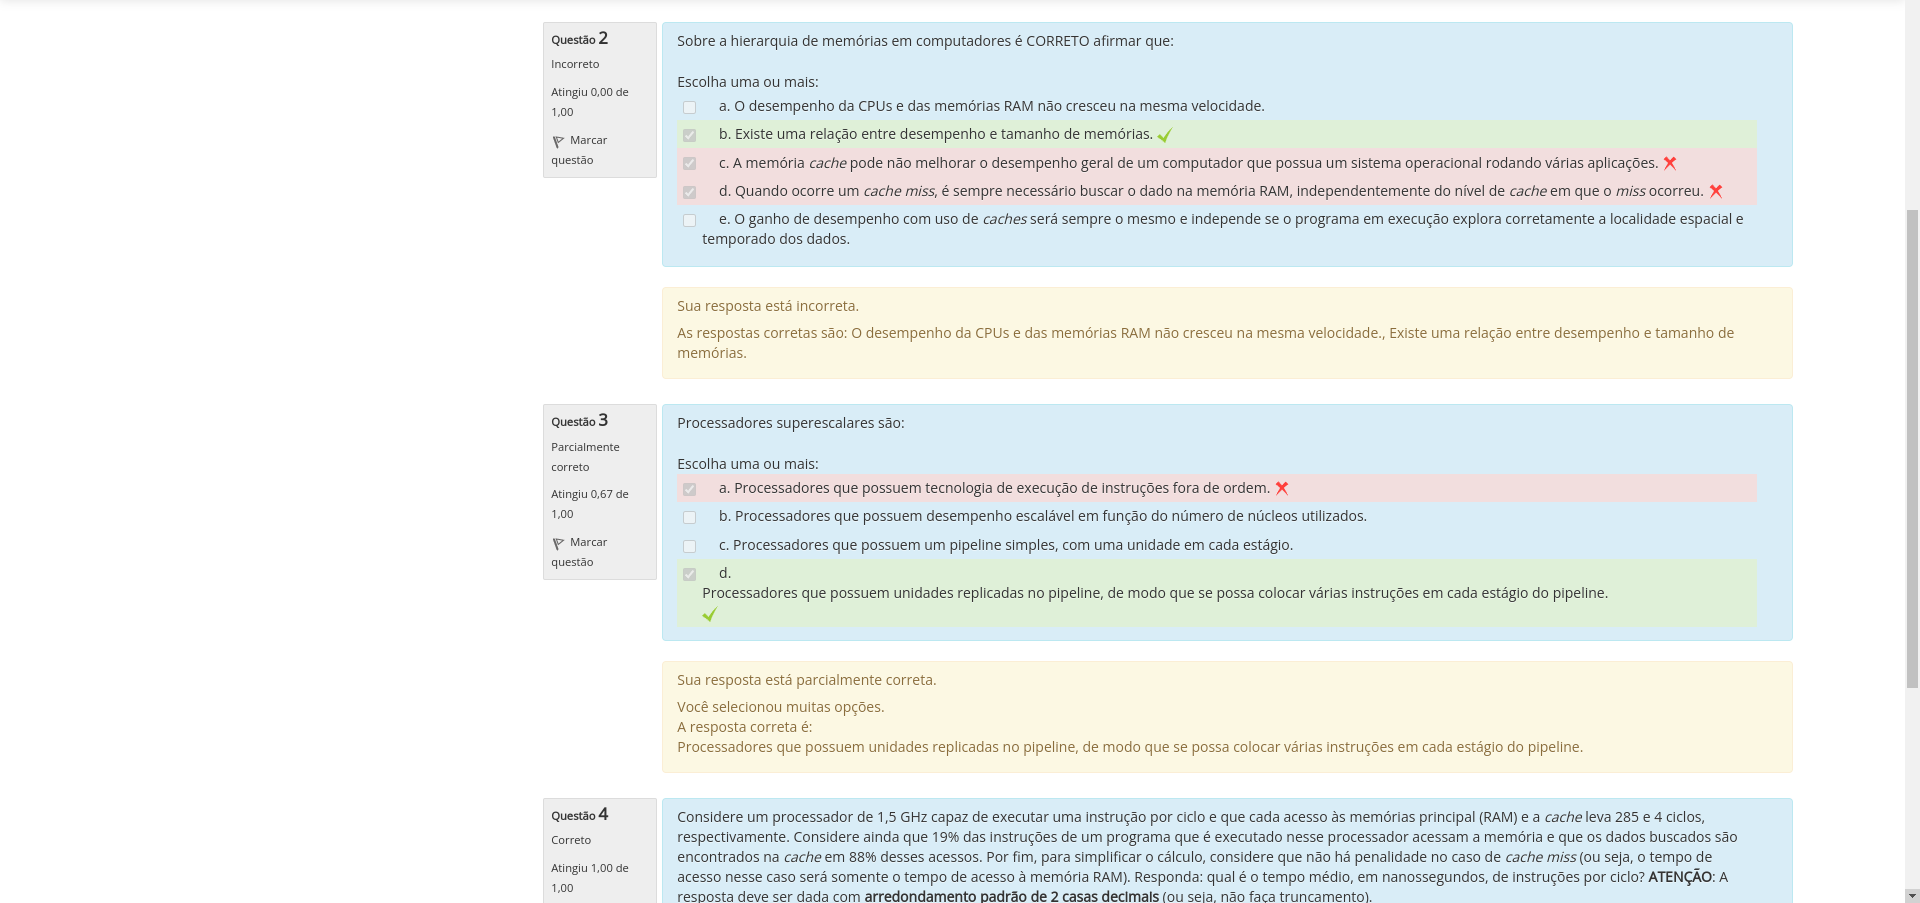 Questão 2
Incorreto
Atingiu 0,00 de
1,00
Marcar
questão
Sobre a hierarquia de memórias em computadores é CORRETO afirmar que:
Escolha uma ou mais:
a. O desempenho da CPUs e das memórias RAM não cresceu na mesma velocidade.
b. Existe uma relação entre desempenho e tamanho de memórias.
c. A memória cache pode não melhorar o desempenho geral de um computador que possua um sistema operacional rodando várias aplicações.
d. Quando ocorre um cache miss, é sempre necessário buscar o dado na memória RAM, independentemente do nível de cache em que o miss ocorreu.
e. O ganho de desempenho com uso de caches será sempre o mesmo e independe se o programa em execução explora corretamente a localidade espacial e
temporado dos dados.
Sua resposta está incorreta.
As respostas corretas são: O desempenho da CPUs e das memórias RAM não cresceu na mesma velocidade., Existe uma relação entre desempenho e tamanho de
memórias.
Questão 3
Parcialmente
correto
Atingiu 0,67 de
1,00
Marcar
questão
Processadores superescalares são:
Escolha uma ou mais:
a. Processadores que possuem tecnologia de execução de instruções fora de ordem.
b. Processadores que possuem desempenho escalável em função do número de núcleos utilizados.
c. Processadores que possuem um pipeline simples, com uma unidade em cada estágio.
d.
Processadores que possuem unidades replicadas no pipeline, de modo que se possa colocar várias instruções em cada estágio do pipeline.
Sua resposta está parcialmente correta.
Você selecionou muitas opções.
A resposta correta é:
Processadores que possuem unidades replicadas no pipeline, de modo que se possa colocar várias instruções em cada estágio do pipeline.
Questão 4
Correto
Atingiu 1,00 de
1,00
Considere um processador de 1,5 GHz capaz de executar uma instrução por ciclo e que cada acesso às memórias principal (RAM) e a cache leva 285 e 4 ciclos,
respectivamente. Considere ainda que 19% das instruções de um programa que é executado nesse processador acessam a memória e que os dados buscados são
encontrados na cache em 88% desses acessos. Por fim, para simplificar o cálculo, considere que não há penalidade no caso de cache miss (ou seja, o tempo de
acesso nesse caso será somente o tempo de acesso à memória RAM). Responda: qual é o tempo médio, em nanossegundos, de instruções por ciclo? ATENÇÃO: A
resposta deve ser dada com arredondamento padrão de 2 casas decimais (ou seja, não faça truncamento).